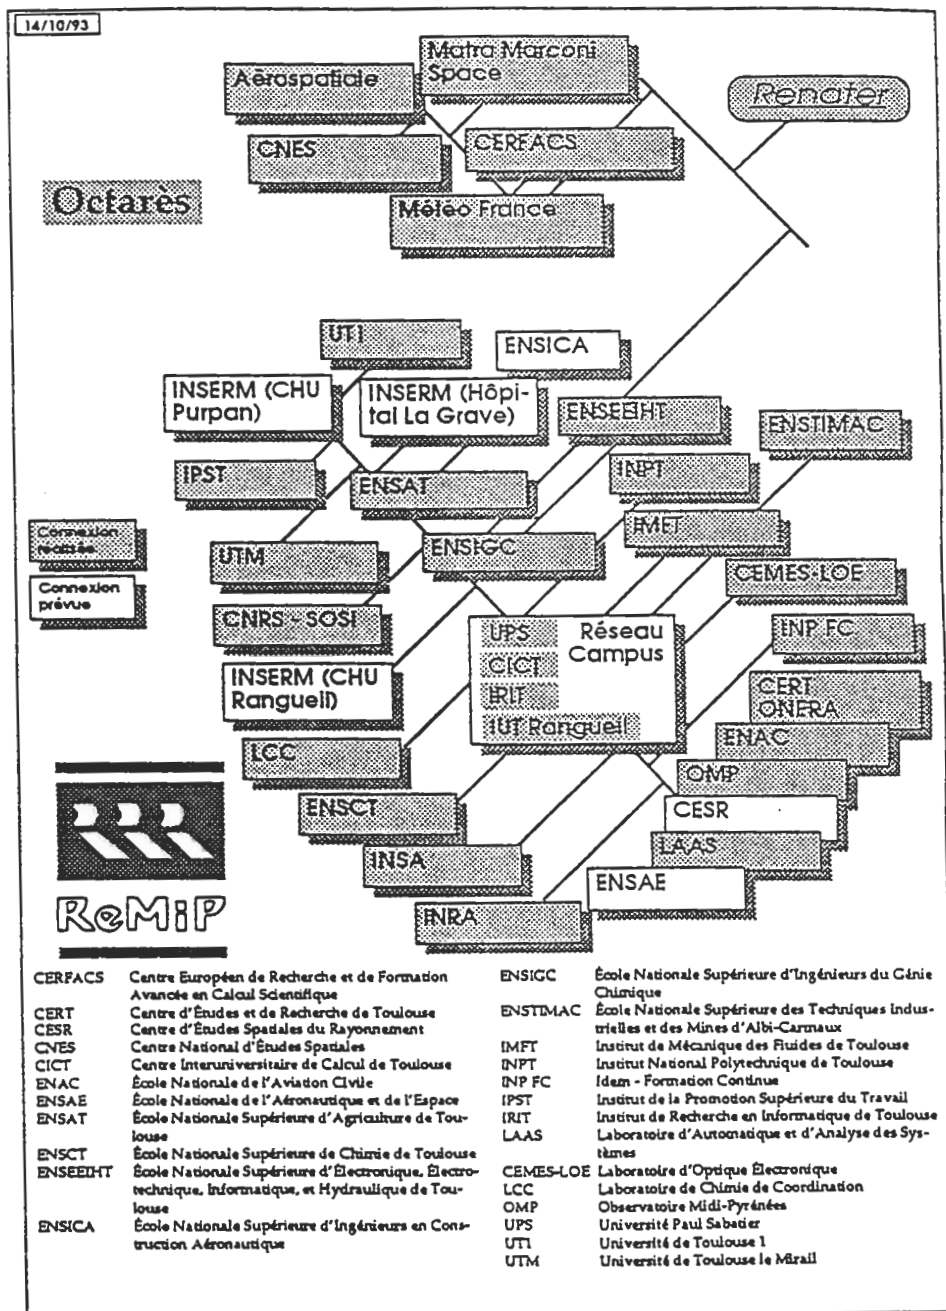 14/10/93
Matra Marconi
Space
Aérospatiale
Renater
CNES
CERFACS
Octarès
Météo France
UT1
ENSICA
INSERM (CHU
Purpan)
INSERM (Hôpi-
tal La Grave)
ENSEEIHT
ENSTIMAC
IPST
ENSAT
INPT
IMFT
Connexion
réalisée
UTM
ENSIGC
CEMES-LOE
Connexion
prévue
CNRS - SOSI
UPS
Réseau
Campus
INP FC
CICT
INSERM (CHU
Rangueil)
IRIT
CERT
ONERA
IUT Rangueil
LCC
ENAC
OMP
ENSCT
CESR
INSA
LAAS
ENSAE
INRA
ReMiP
CERFACS Centre Européen de Recherche et de Formation
Avancée en Calcul Scientifique
CERT Centre d'Études et de Recherche de Toulouse
CESR Centre d'Études Spatiales du Rayonnement
CNES Centre National d'Études Spatiales
CICT Centre Interuniversitaire de Calcul de Toulouse
ENAC École Nationale de l'Aviation Civile
ENSAE École Nationale de l'Aéronautique et de l'Espace
ENSAT École Nationale Supérieure d'Agriculture de Tou-
louse
ENSCT École Nationale Supérieure de Chimie de Toulouse
ENSEEIHT École Nationale Supérieure d'Électronique, Électro-
technique, Informatique, et Hydraulique de Tou-
louse
ENSICA École Nationale Supérieure d'Ingénieurs en Cons-
truction Aéronautique
ENSIGC École Nationale Supérieure d'Ingénieurs du Génie
Chimique
ENSTIMAC École Nationale Supérieure des Techniques Indus-
trielles et des Mines d'Albi-Carmaux
IMFT Institut de Mécanique des Fluides de Toulouse
INPT Institut National Polytechnique de Toulouse
INP FC Idem - Formation Continue
IPST Institut de la Promotion Supérieure du Travail
IRIT Institut de Recherche en Informatique de Toulouse
LAAS Laboratoire d'Automatique et d'Analyse des Sys-
tèmes
CEMES-LOE Laboratoire d'Optique Électronique
LCC Laboratoire de Chimie de Coordination
OMP Observatoire Midi-Pyrénées
UPS Université Paul Sabatier
UT1 Université de Toulouse 1
UTM Université de Toulouse le Mirail